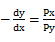 -dy/dx = Px/Py